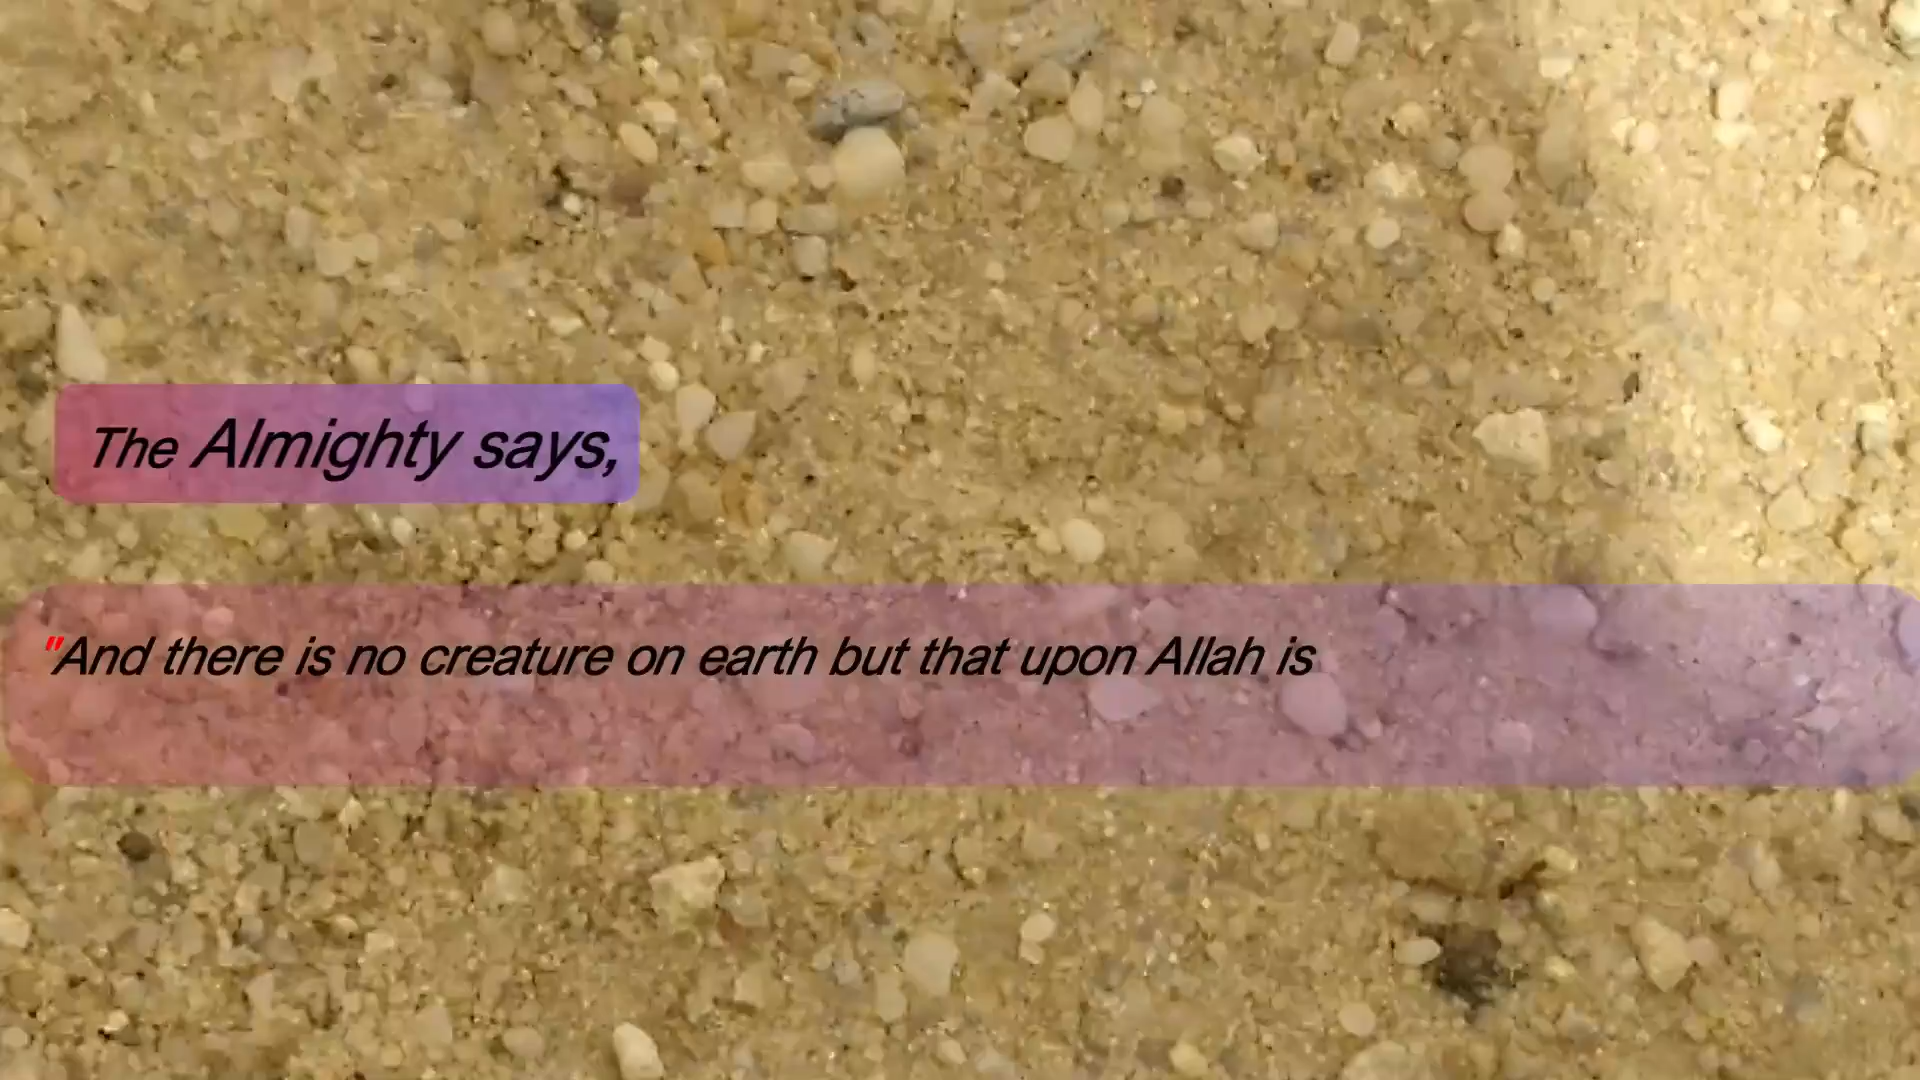 The Almighty says,
"And there is no creature on earth but that upon Allah is